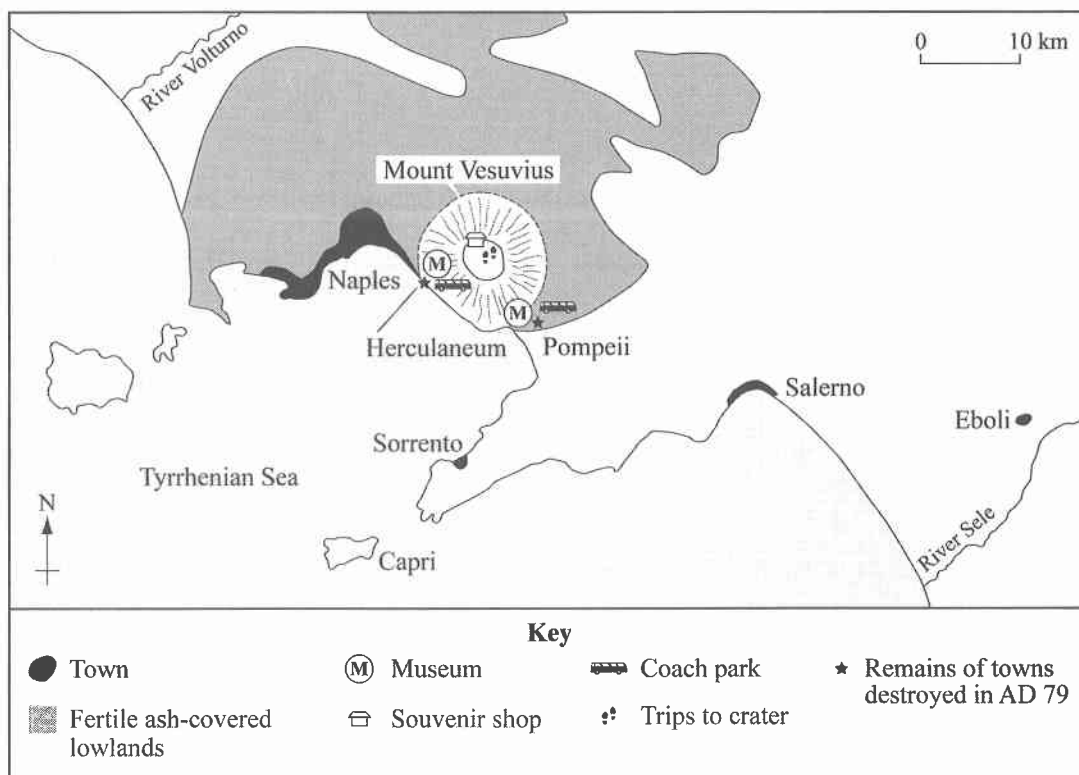 River Volturno
0 10 km
Mount Vesuvius
M
Naples
M
Herculaneum
Pompeii
Salerno
Eboli
Sorrento
Tyrrhenian Sea
N
Capri
River Sele
Key
Town
M Museum
Coach park
Remains of towns
destroyed in AD 79
Fertile ash-covered
lowlands
Souvenir shop
Trips to crater